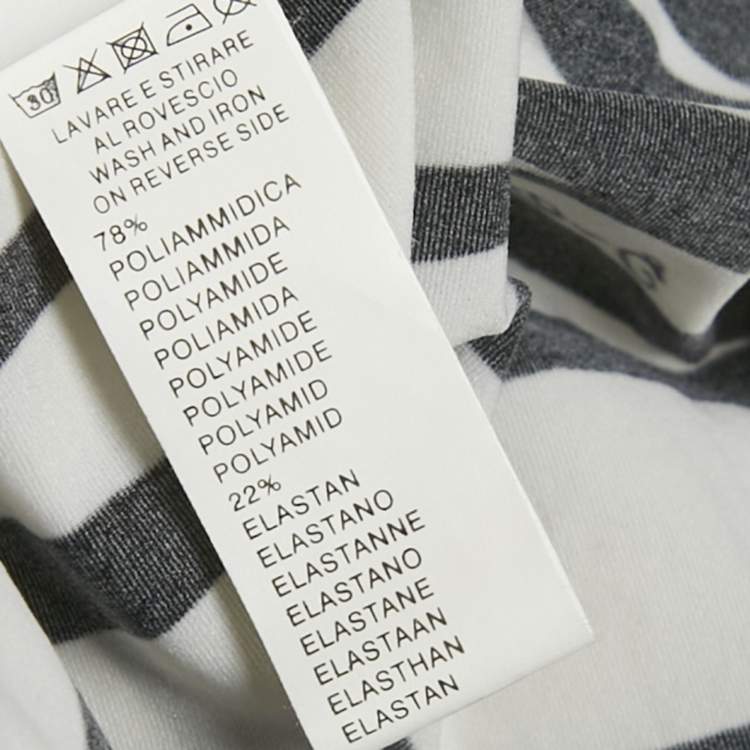 30
LAVARE E STIRARE
AL ROVESCIO
WASH AND IRON
ON REVERSE SIDE
78%
POLIAMMIDICA
POLIAMMIDA
POLYAMIDE
POLIAMIDA
POLYAMIDE
POLYAMIDE
POLYAMID
POLYAMID
22%
ELASTAN
ELASTANO
ELASTANNE
ELASTANO
ELASTANE
ELASTAAN
ELASTHAN
ELASTAN